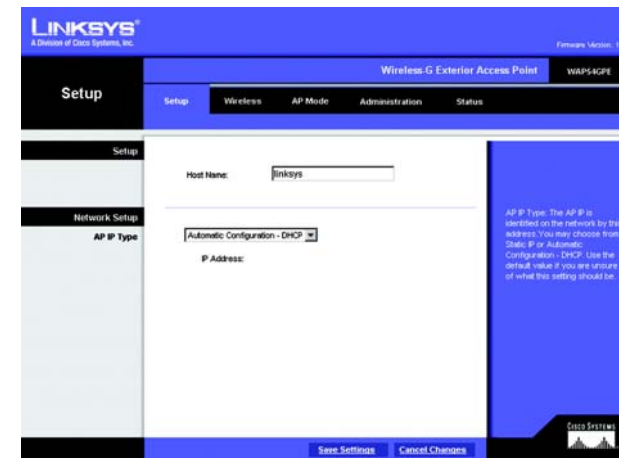 LINKSYS®
A Division of Cisco Systems, Inc.
Firmware Version: 1
Wireless-G Exterior Access Point
WAP54GPE
Setup
Setup
Wireless
AP Mode
Administration
Status
Setup
Host Name:
linksys
Network Setup
AP IP Type
Automatic Configuration - DHCP
IP Address:
AP IP Type: The AP IP is
identified on the network by this
address. You may choose from
Static IP or Automatic
Configuration - DHCP. Use the
default value if you are unsure
of what this setting should be.
Save Settings
Cancel Changes
CISCO SYSTEMS